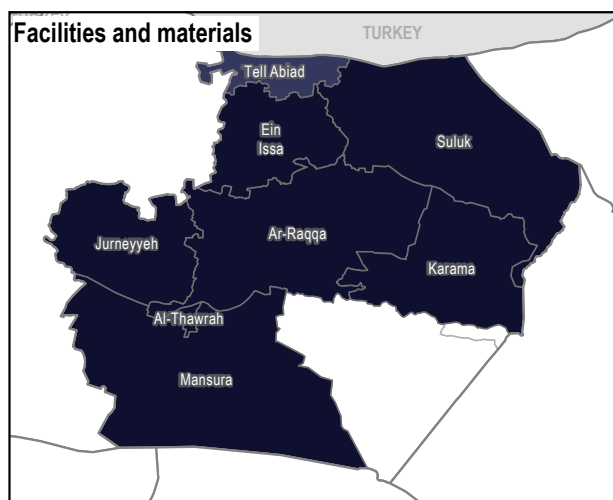 Facilities and materials
TURKEY
Tell Abiad
Ein
Issa
Suluk
Ar-Raqqa
Jurneyyeh
Karama
Al-Thawrah
Mansura